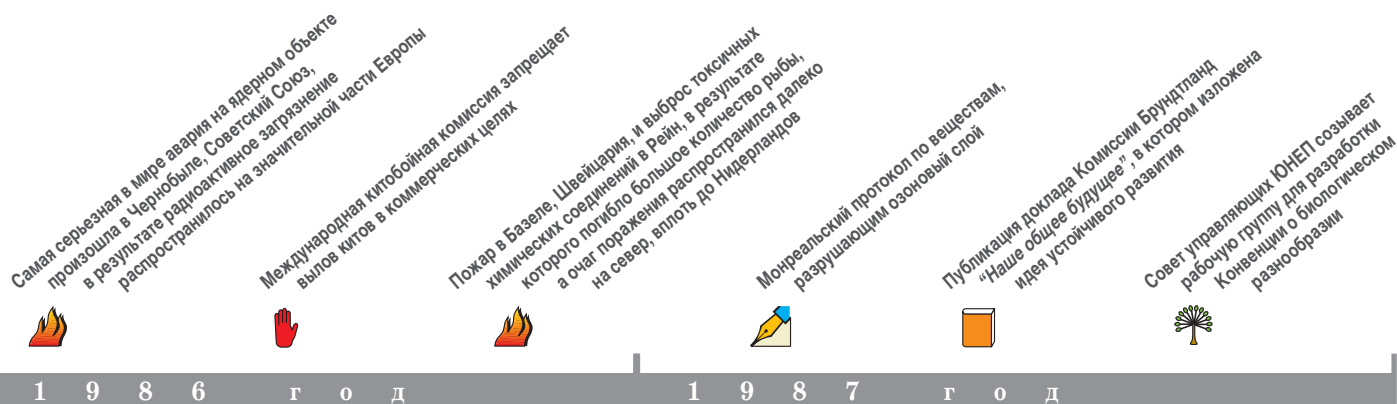 Самая серьезная в мире авария на ядерном объекте
произошла в Чернобыле, Советский Союз,
в результате радиоактивное загрязнение
распространилось на значительной части Европы
Международная китобойная комиссия запрещает
вылов китов в коммерческих целях
Пожар в Базеле, Швейцария, и выброс токсичных
химических соединений в Рейн, в результате
которого погибло большое количество рыбы,
а очаг поражения распространился далеко
на север, вплоть до Нидерландов
Монреальский протокол по веществам,
разрушающим озоновый слой
Публикация доклада Комиссии Брундтланд
“Наше общее будущее”, в котором изложена
идея устойчивого развития
Совет управляющих ЮНЕП созывает
рабочую группу для разработки
Конвенции о биологическом
разнообразии
1986 год
1987 год